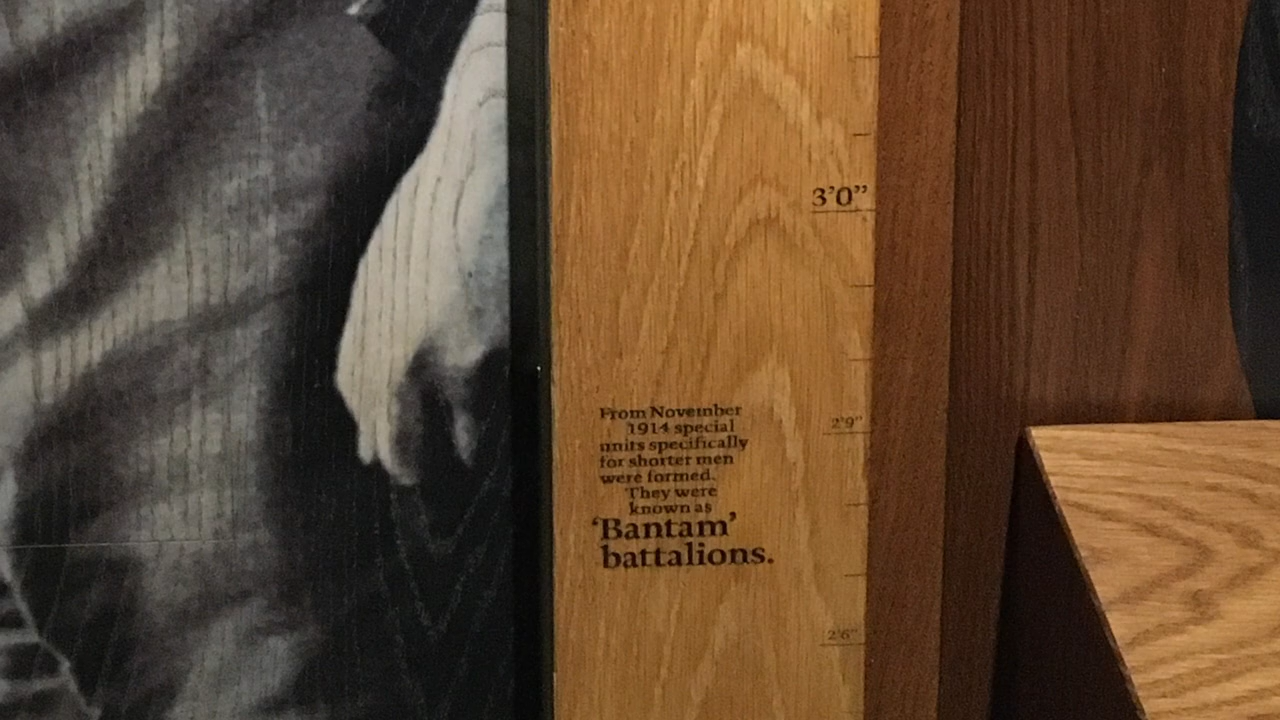 3'0”
From November
1914 special
units specifically
for shorter men
were formed.
They were
known as
‘Bantam’
battalions.
2'9”
2'6”